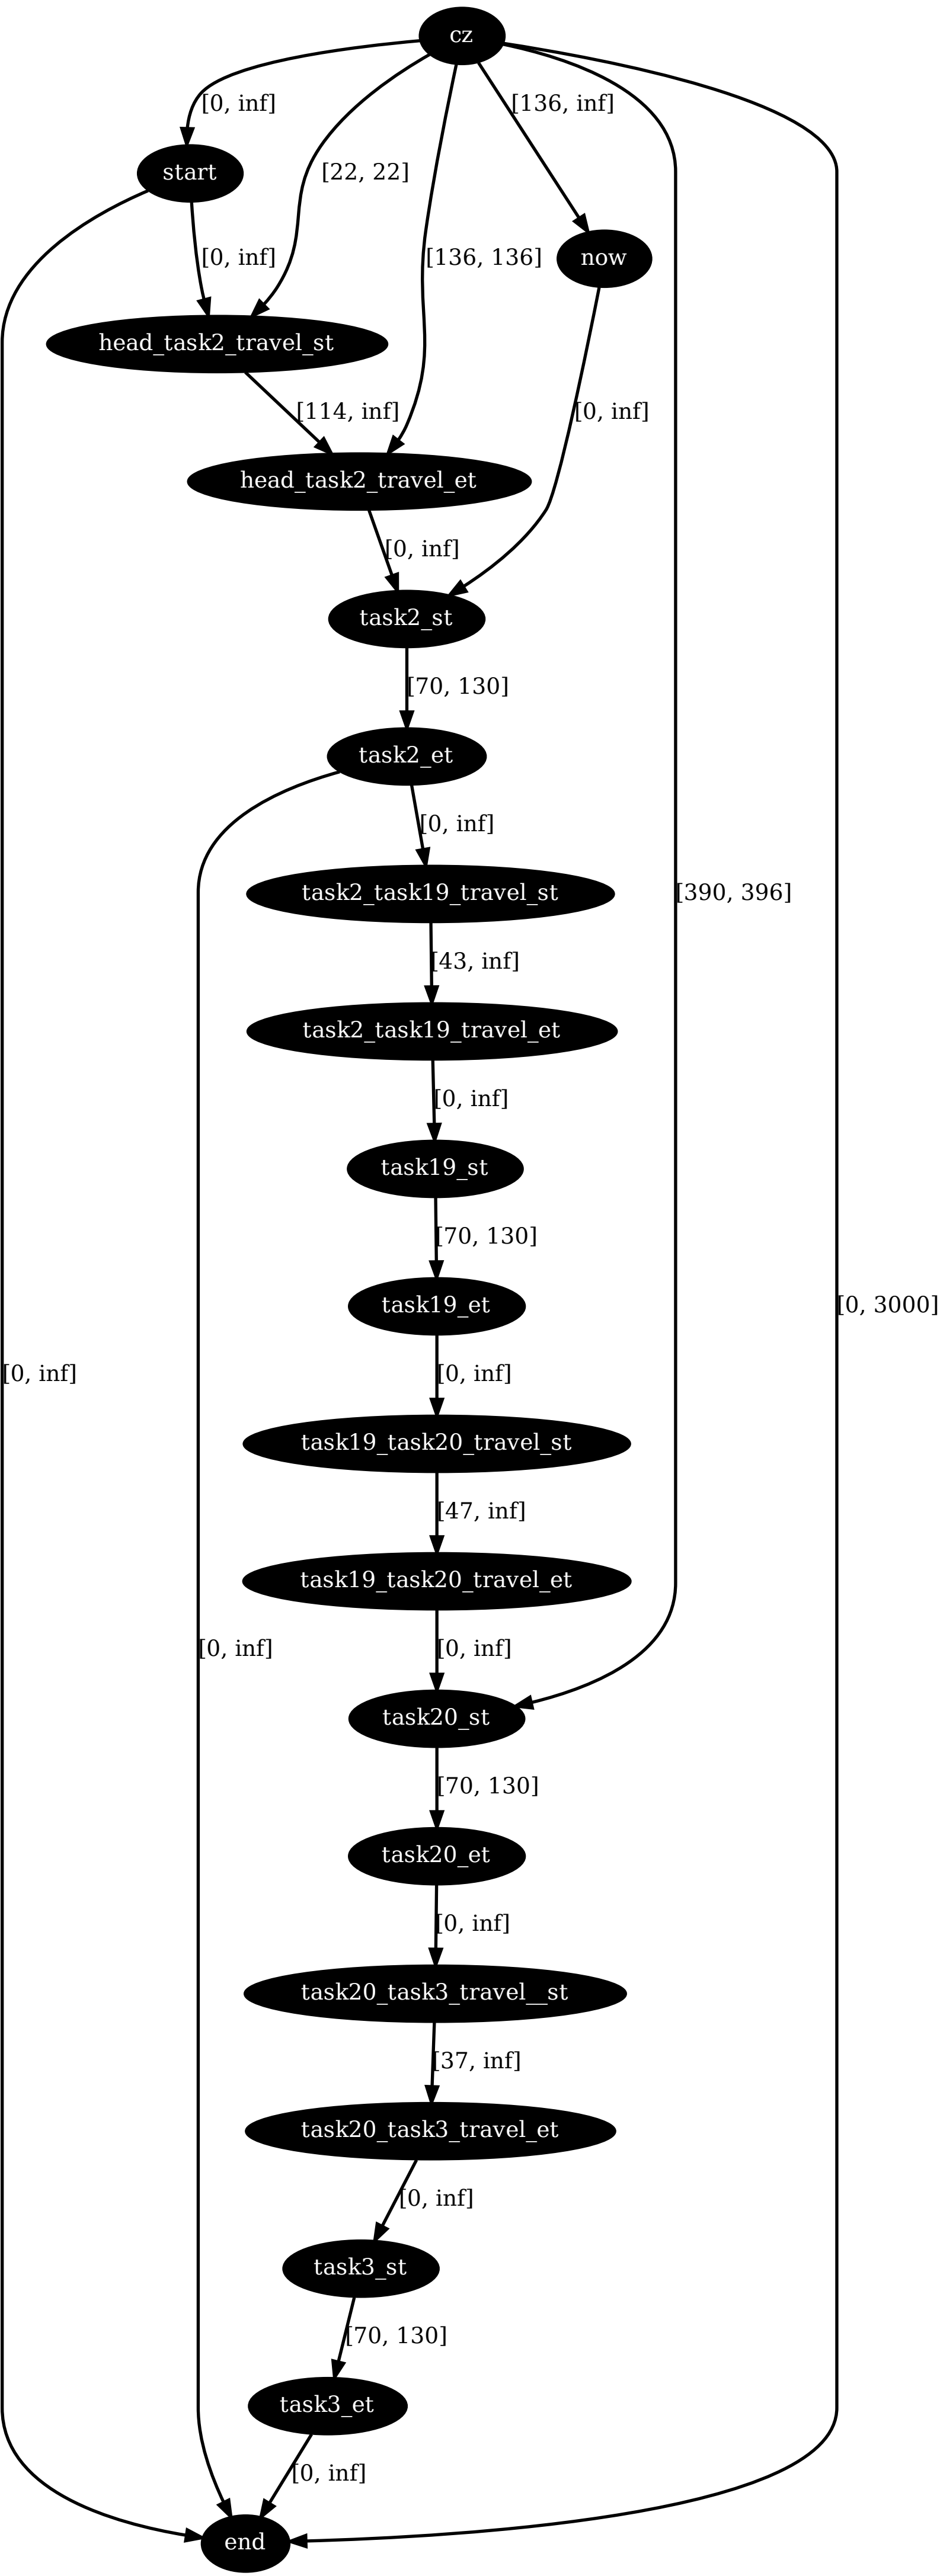 cz
[0, inf]
[136, inf]
start
[22, 22]
[0, inf]
[136, 136]
now
head_task2_travel_st
[114, inf]
[0, inf]
head_task2_travel_et
[0, inf]
task2_st
[70, 130]
task2_et
[0, inf]
task2_task19_travel_st
[390, 396]
[43, inf]
task2_task19_travel_et
[0, inf]
task19_st
[70, 130]
task19_et
[0, 3000]
[0, inf]
[0, inf]
task19_task20_travel_st
[47, inf]
task19_task20_travel_et
[0, inf]
[0, inf]
task20_st
[70, 130]
task20_et
[0, inf]
task20_task3_travel__st
[37, inf]
task20_task3_travel_et
[0, inf]
task3_st
[70, 130]
task3_et
[0, inf]
end